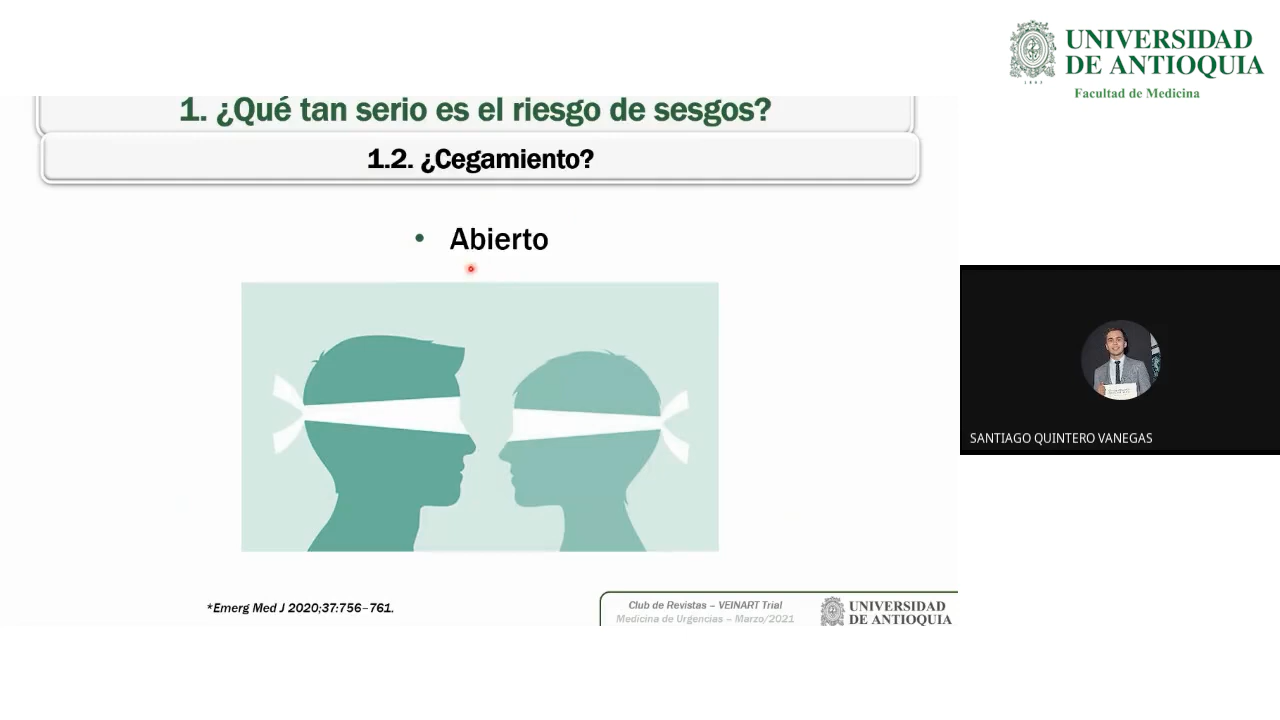 UNIVERSIDAD
DE ANTIOQUIA
1803
Facultad de Medicina
1. ¿Qué tan serio es el riesgo de sesgos?
1.2. ¿Cegamiento?
• Abierto
SANTIAGO QUINTERO VANEGAS
*Emerg Med J 2020;37:756–761.
Club de Revistas – VEINART Trial
Medicina de Urgencias – Marzo/2021
UNIVERSIDAD
DE ANTIOQUIA